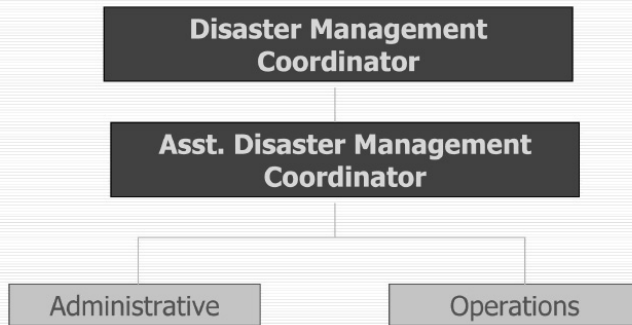 Disaster Management
Coordinator
Asst. Disaster Management
Coordinator
Administrative
Operations